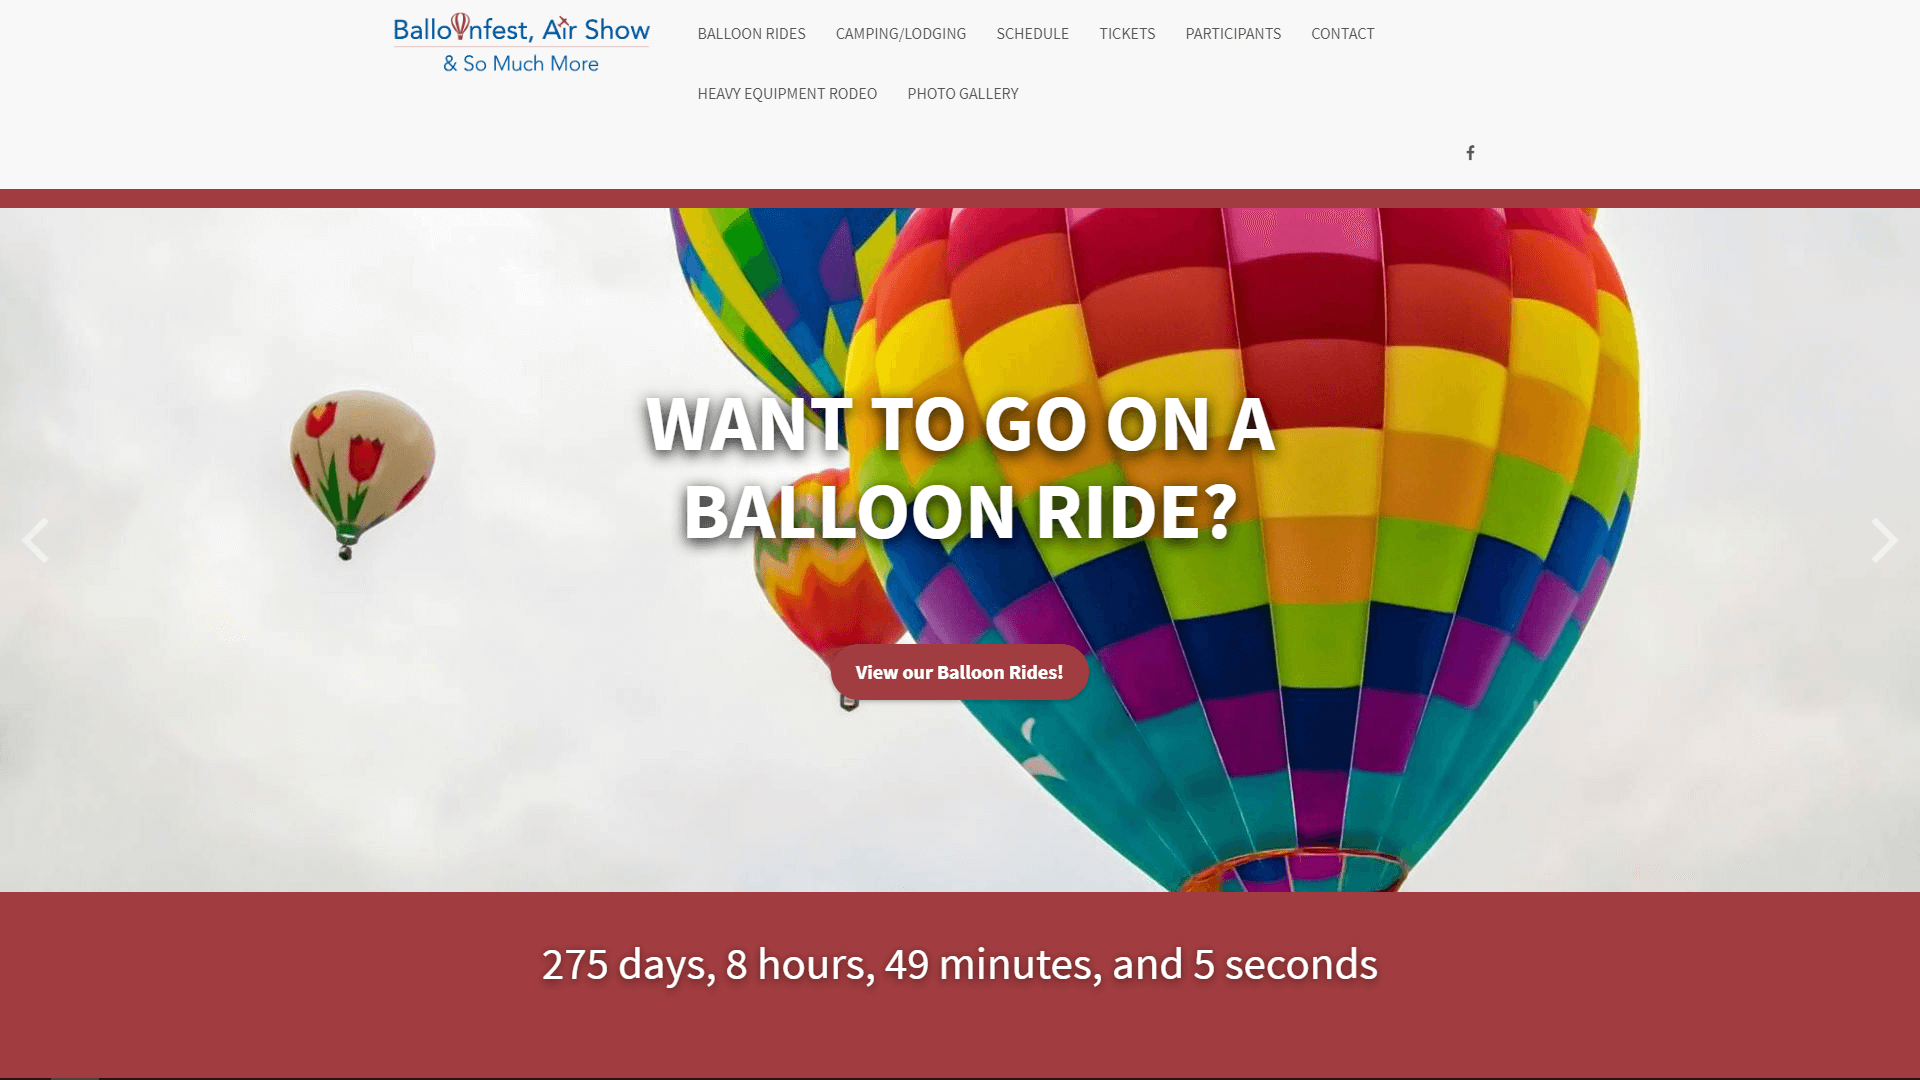 Balloonfest, Air Show
& So Much More
BALLOON RIDES CAMPING/LODGING SCHEDULE TICKETS PARTICIPANTS CONTACT
HEAVY EQUIPMENT RODEO PHOTO GALLERY
WANT TO GO ON A
BALLOON RIDE?
View our Balloon Rides!
275 days, 8 hours, 49 minutes, and 5 seconds